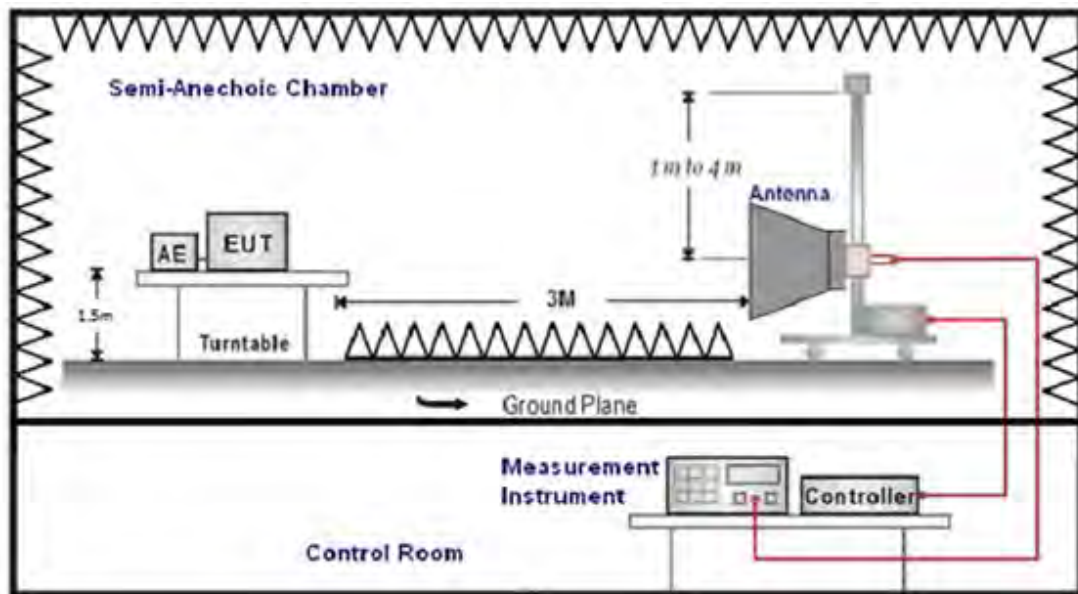 Semi-Anechoic Chamber
1 m to 4 m
Antenna
AE
EUT
3M
1.5m
Turntable
Ground Plane
Measurement
Instrument
Controller
Control Room